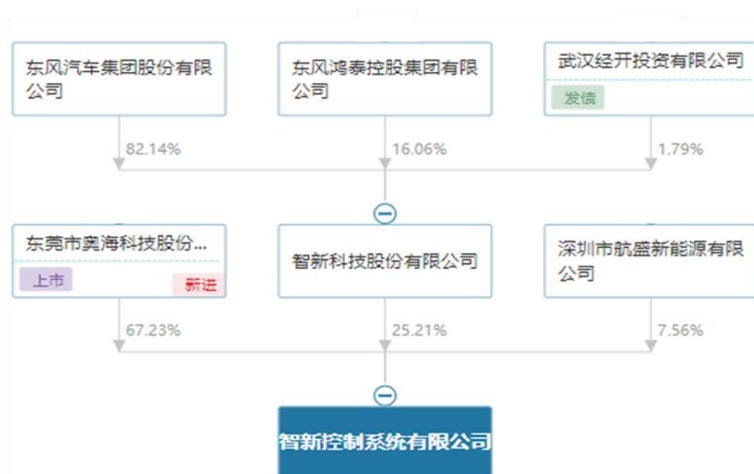 东风汽车集团股份有限
公司
东风鸿泰控股集团有限
公司
武汉经开投资有限公司
发债
82.14%
16.06%
1.79%
东莞市奥海科技股份...
上市
新进
智新科技股份有限公司
深圳市航盛新能源有限
公司
67.23%
25.21%
7.56%
智新控制系统有限公司